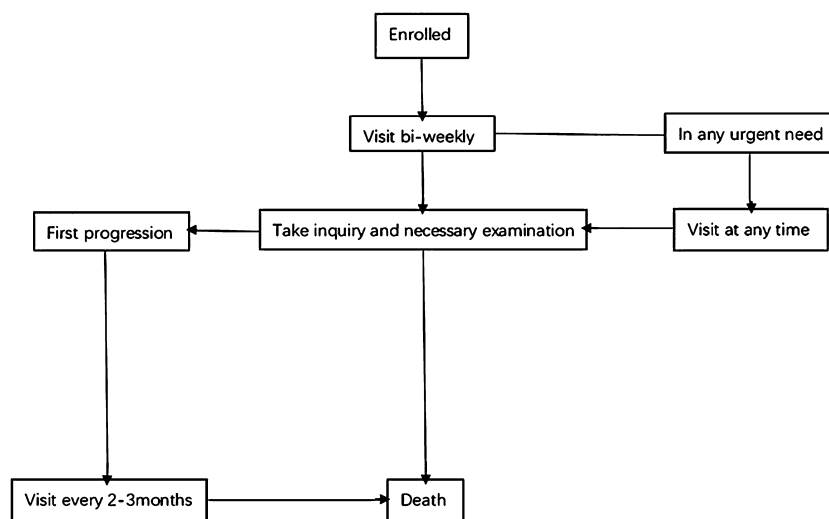 Enrolled
Visit bi-weekly
In any urgent need
First progression
Take inquiry and necessary examination
Visit at any time
Visit every 2-3months
Death